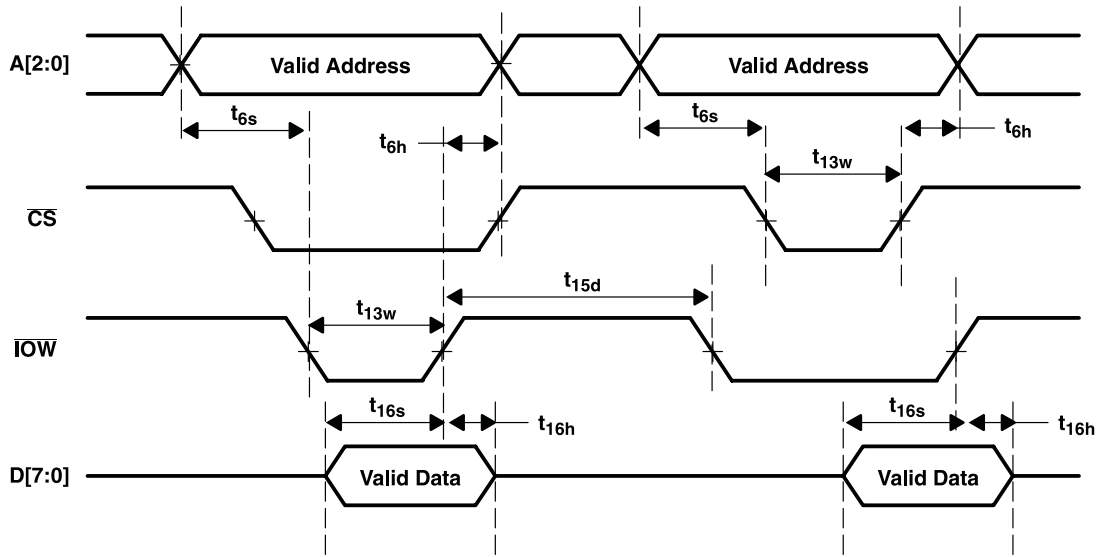 A[2:0] Valid Address Valid Address
t6s t6s
t6h t6h
t13w
CS
t15d
t13w
IOW
t16s t16s
t16h t16h
D[7:0] Valid Data Valid Data